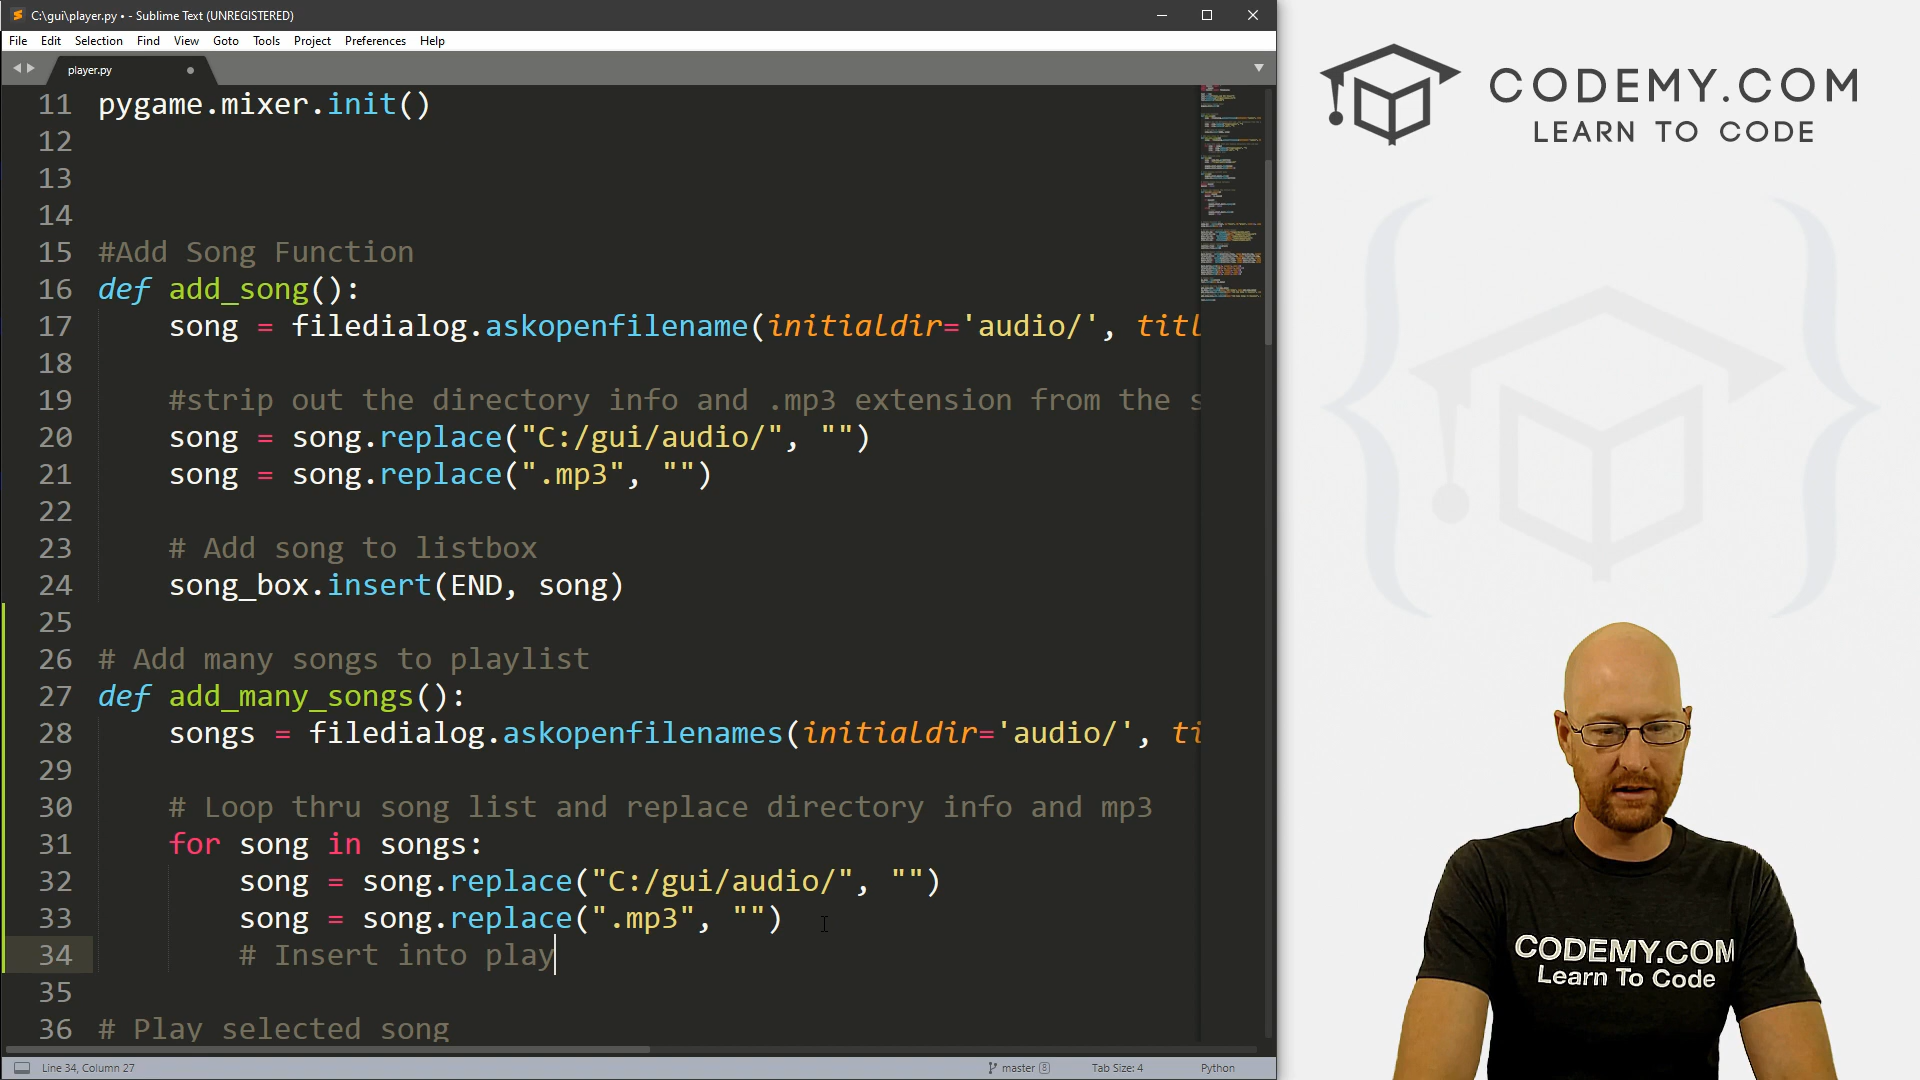 C:\gui\player.py • - Sublime Text (UNREGISTERED)
File Edit Selection Find View Goto Tools Project Preferences Help
player.py
11 pygame.mixer.init()
12
13
14
15 #Add Song Function
16 def add_song():
17 song = filedialog.askopenfilename(initialdir='audio/', titl
18
19 #strip out the directory info and .mp3 extension from the s
20 song = song.replace("C:/gui/audio/", "")
21 song = song.replace(".mp3", "")
22
23 # Add song to listbox
24 song_box.insert(END, song)
25
26 # Add many songs to playlist
27 def add_many_songs():
28 songs = filedialog.askopenfilenames(initialdir='audio/', ti
29
30 # Loop thru song list and replace directory info and mp3
31 for song in songs:
32 song = song.replace("C:/gui/audio/", "")
33 song = song.replace(".mp3", "")
34 # Insert into play
35
36 # Play selected song
Line 34, Column 27
master 8
Tab Size: 4
Python
CODEMY.COM
LEARN TO CODE
CODEMY.COM
Learn To Code